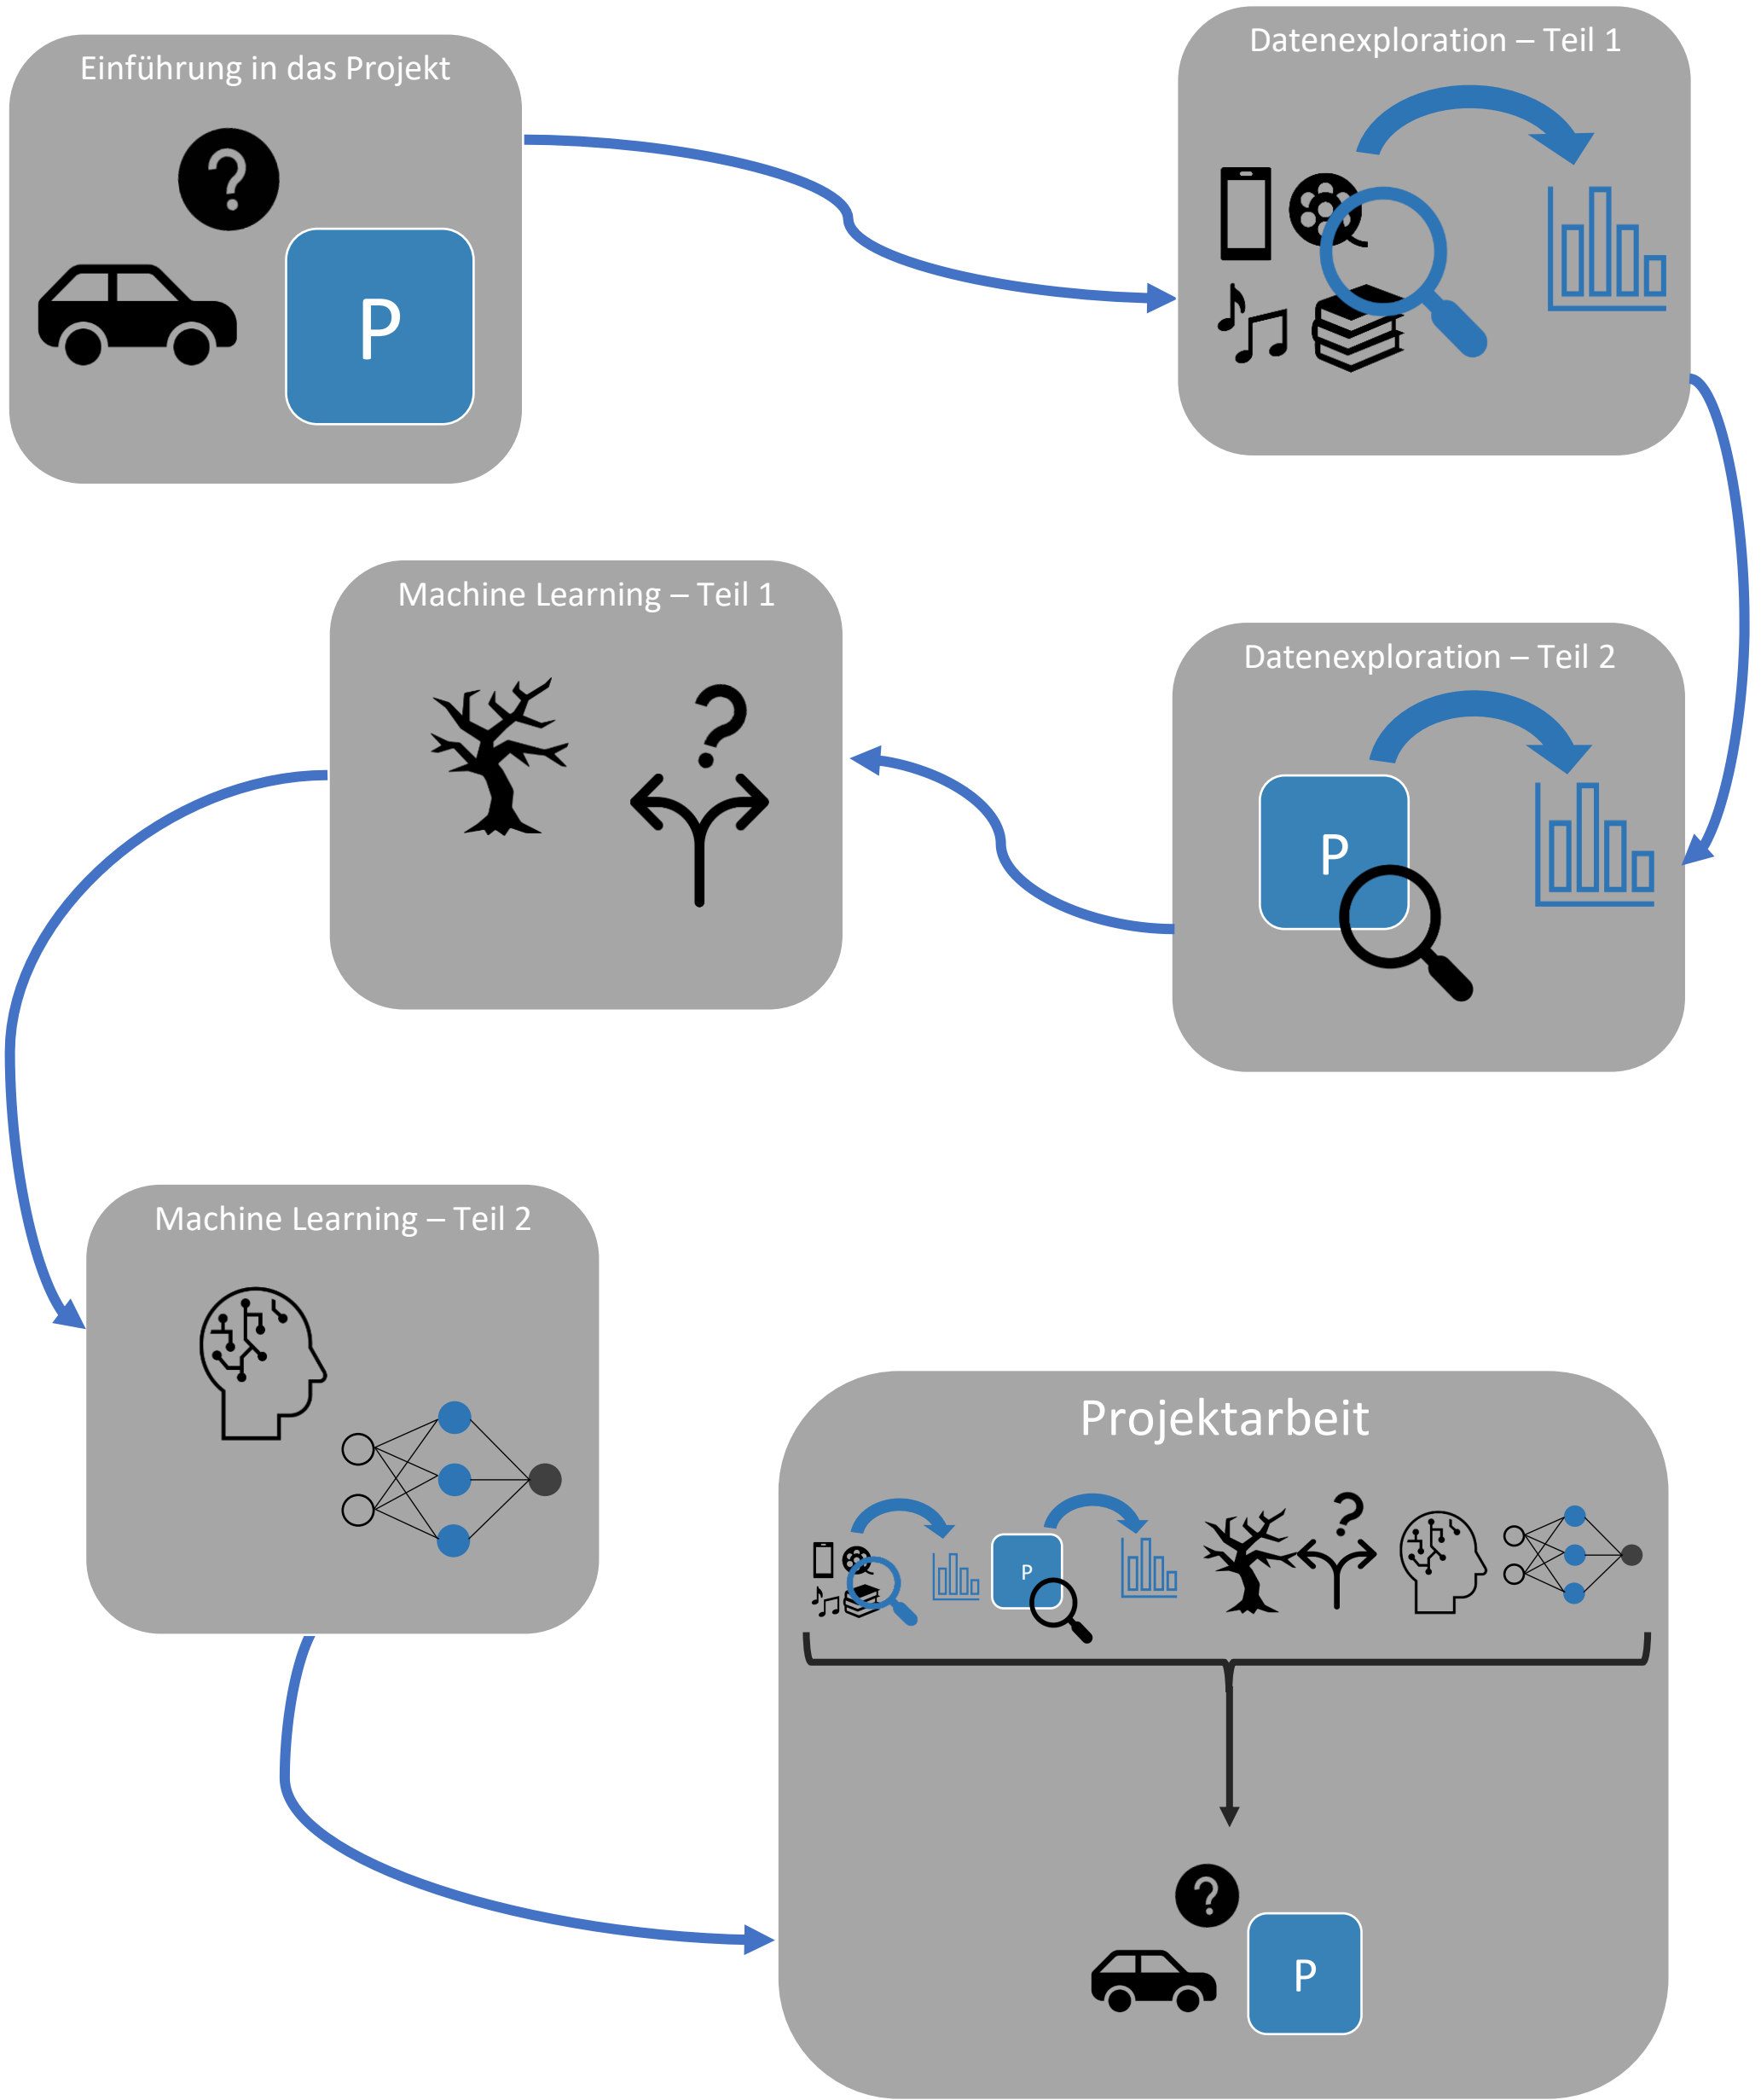 Einführung in das Projekt
?
P
Datenexploration – Teil 1
Datenexploration – Teil 2
P
Machine Learning – Teil 1
?
Machine Learning – Teil 2
Projektarbeit
P
?
?
P